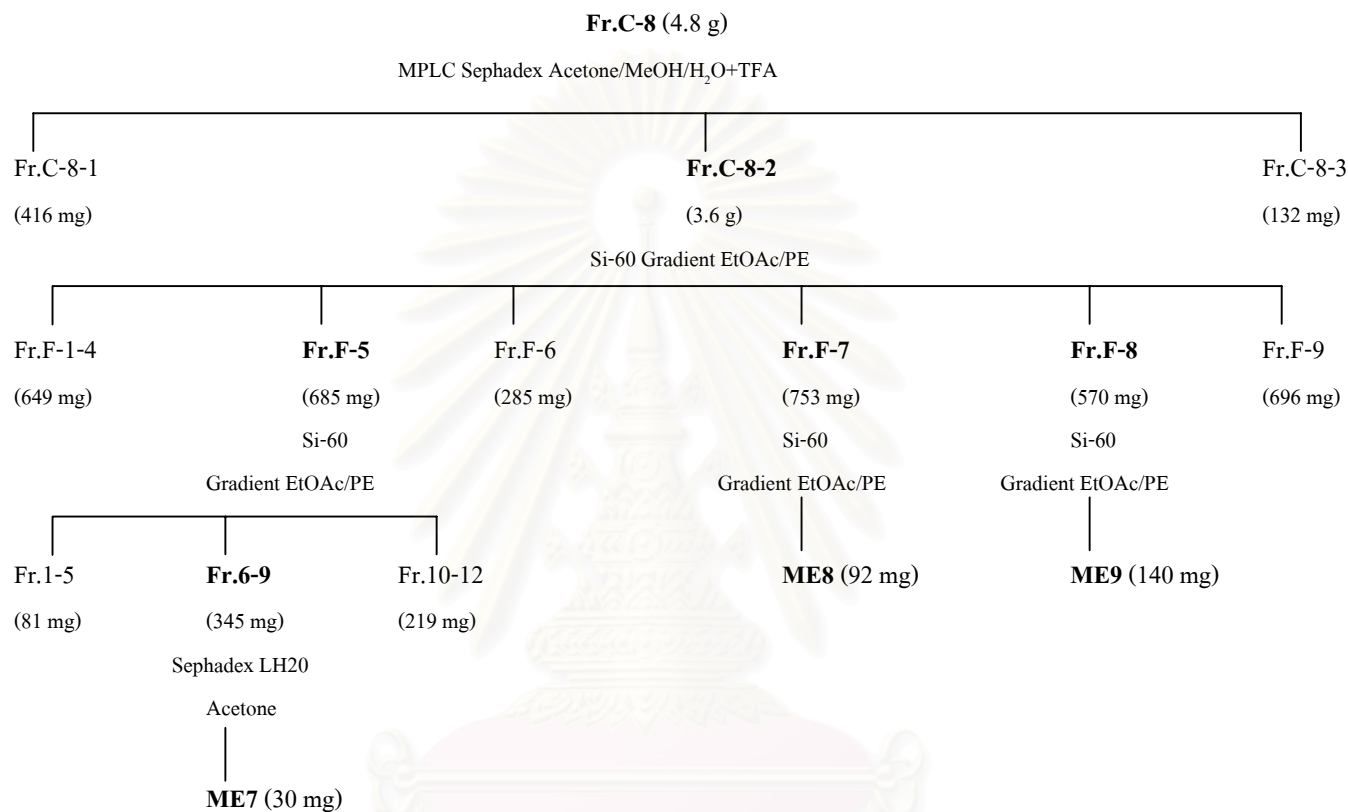 Fr.C-8 (4.8 g)
MPLC Sephadex Acetone/MeOH/H₂O+TFA
Fr.C-8-1 Fr.C-8-2 Fr.C-8-3
(416 mg) (3.6 g) (132 mg)
Si-60 Gradient EtOAc/PE
Fr.F-1-4 Fr.F-5 Fr.F-6 Fr.F-7 Fr.F-8 Fr.F-9
(649 mg) (685 mg) (285 mg) (753 mg) (570 mg) (696 mg)
Si-60 Si-60 Si-60
Gradient EtOAc/PE Gradient EtOAc/PE Gradient EtOAc/PE
Fr.1-5 Fr.6-9 Fr.10-12 ME8 (92 mg) ME9 (140 mg)
(81 mg) (345 mg) (219 mg)
Sephadex LH20
Acetone
ME7 (30 mg)